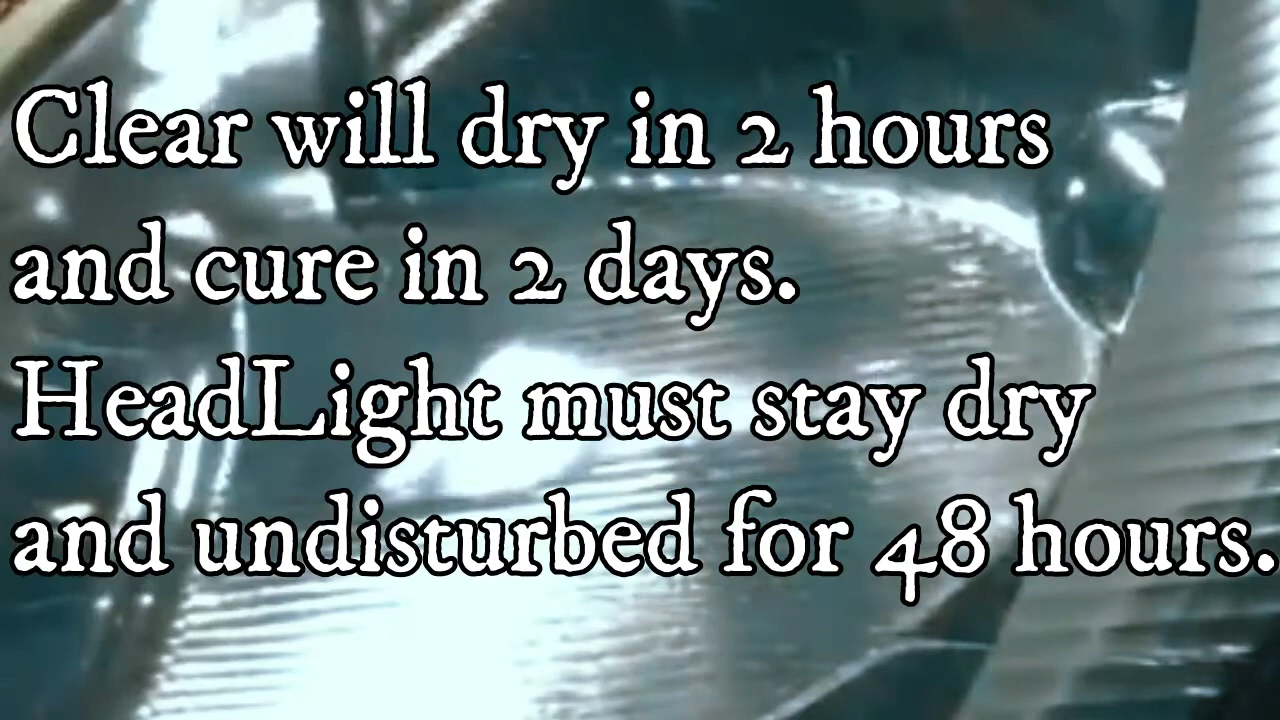 Clear will dry in 2 hours
and cure in 2 days.
HeadLight must stay dry
and undisturbed for 48 hours.